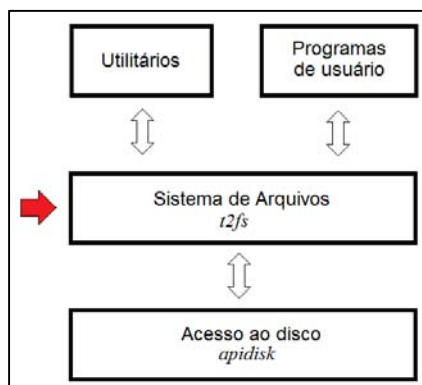 Utilitários
Programas
de usuário
Sistema de Arquivos
t2fs
Acesso ao disco
apidisk